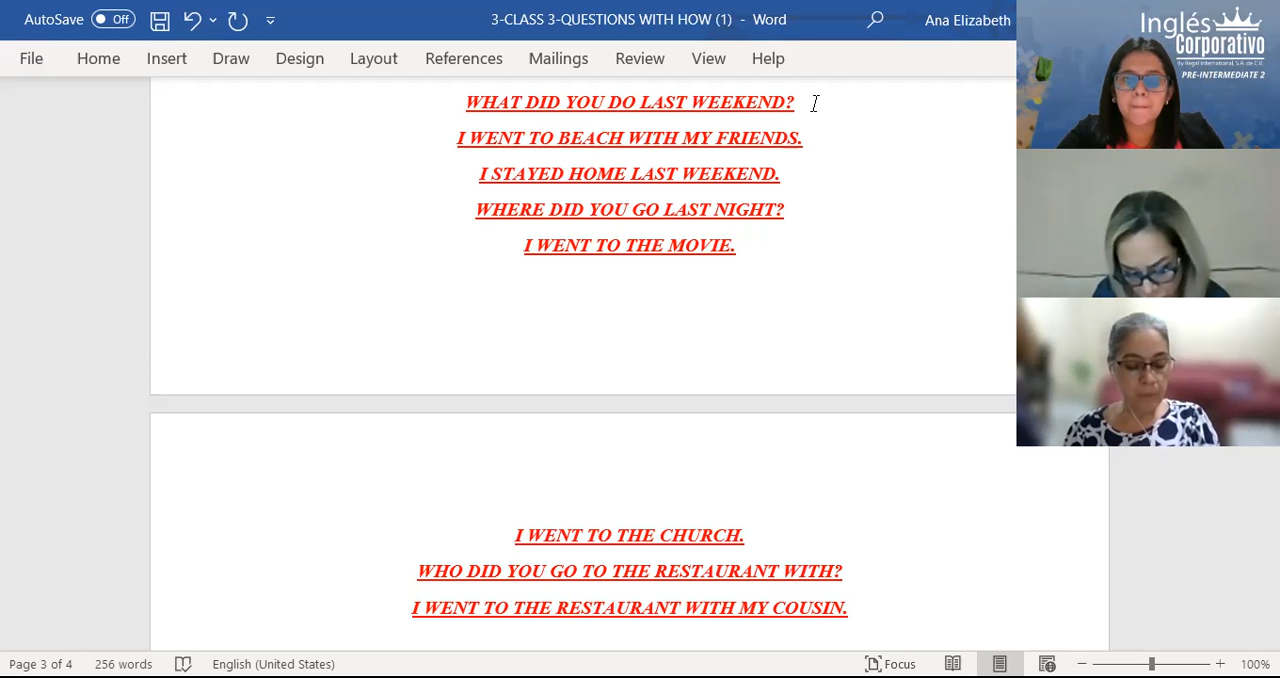 AutoSave Off 3-CLASS 3-QUESTIONS WITH HOW (1) - Word Ana Elizabeth
File Home Insert Draw Design Layout References Mailings Review View Help
WHAT DID YOU DO LAST WEEKEND?
I WENT TO BEACH WITH MY FRIENDS.
I STAYED HOME LAST WEEKEND.
WHERE DID YOU GO LAST NIGHT?
I WENT TO THE MOVIE.
I WENT TO THE CHURCH.
WHO DID YOU GO TO THE RESTAURANT WITH?
I WENT TO THE RESTAURANT WITH MY COUSIN.
Page 3 of 4 256 words English (United States) Focus 100%
Inglés
Corporativo
By Regal International, S.A. de C.V.
PRE-INTERMEDIATE 2